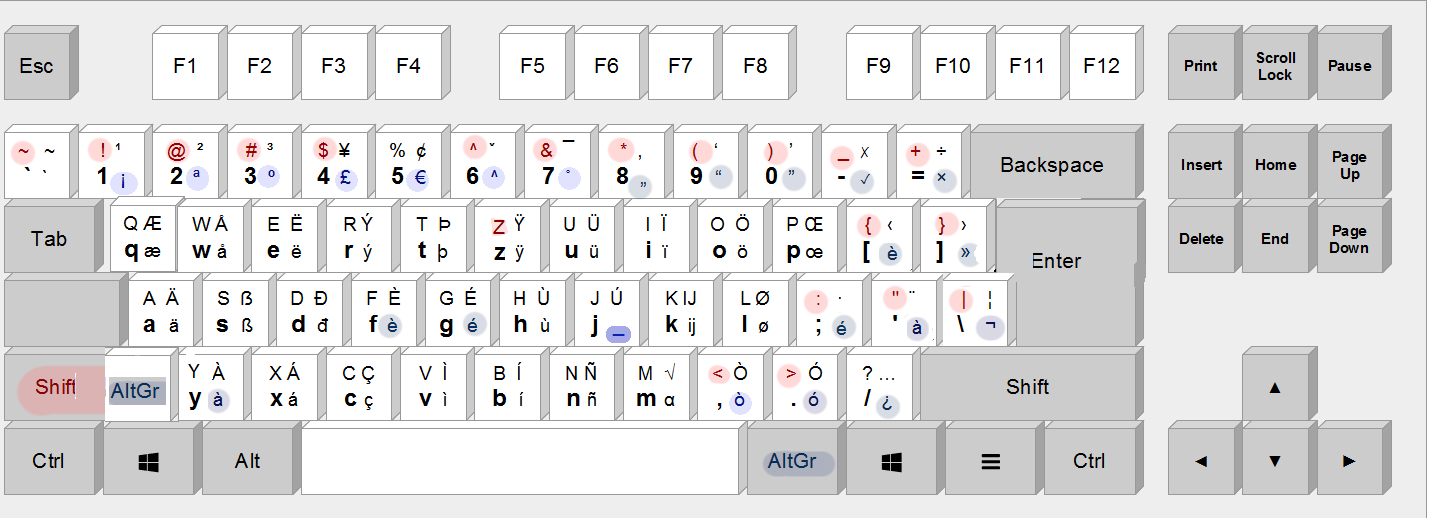 Esc F1 F2 F3 F4 F5 F6 F7 F8 F9 F10 F11 F12 Print Scroll Lock Pause
~ ~ ! ¹ @ ² # ³ $ ¥ % ¢ ^ ˇ & ¯ * , ( ‘ ) ’ _ ☓ + ÷ Backspace Insert Home Page Up
` ` 1 ¡ 2 ª 3 º 4 £ 5 € 6 ^ 7 ° 8 „ 9 “ 0 ” - ✓ = ×
Tab Q Æ W Å E Ë R Ý T Þ Z Ÿ U Ü I Ï O Ö P Œ { ‹ } › Enter Delete End Page Down
q æ w å e ë r ý t þ z ÿ u ü i ï o ö p œ [ è ] »
A Ä S ß D Đ F È G É H Ù J Ú K IJ L Ø : · " ¨ | ¦
a ä s ß d đ f è g é h ù j _ k ij l ø ; é ' à \ ¬
Shift AltGr Y À X Á C Ç V Ì B Í N Ñ M √ < Ò > Ó ? … Shift ▲
y à x á c ç v ì b í n ñ m α , ò . ó / ¿
Ctrl Alt AltGr ☰ Ctrl ◄ ▼ ►